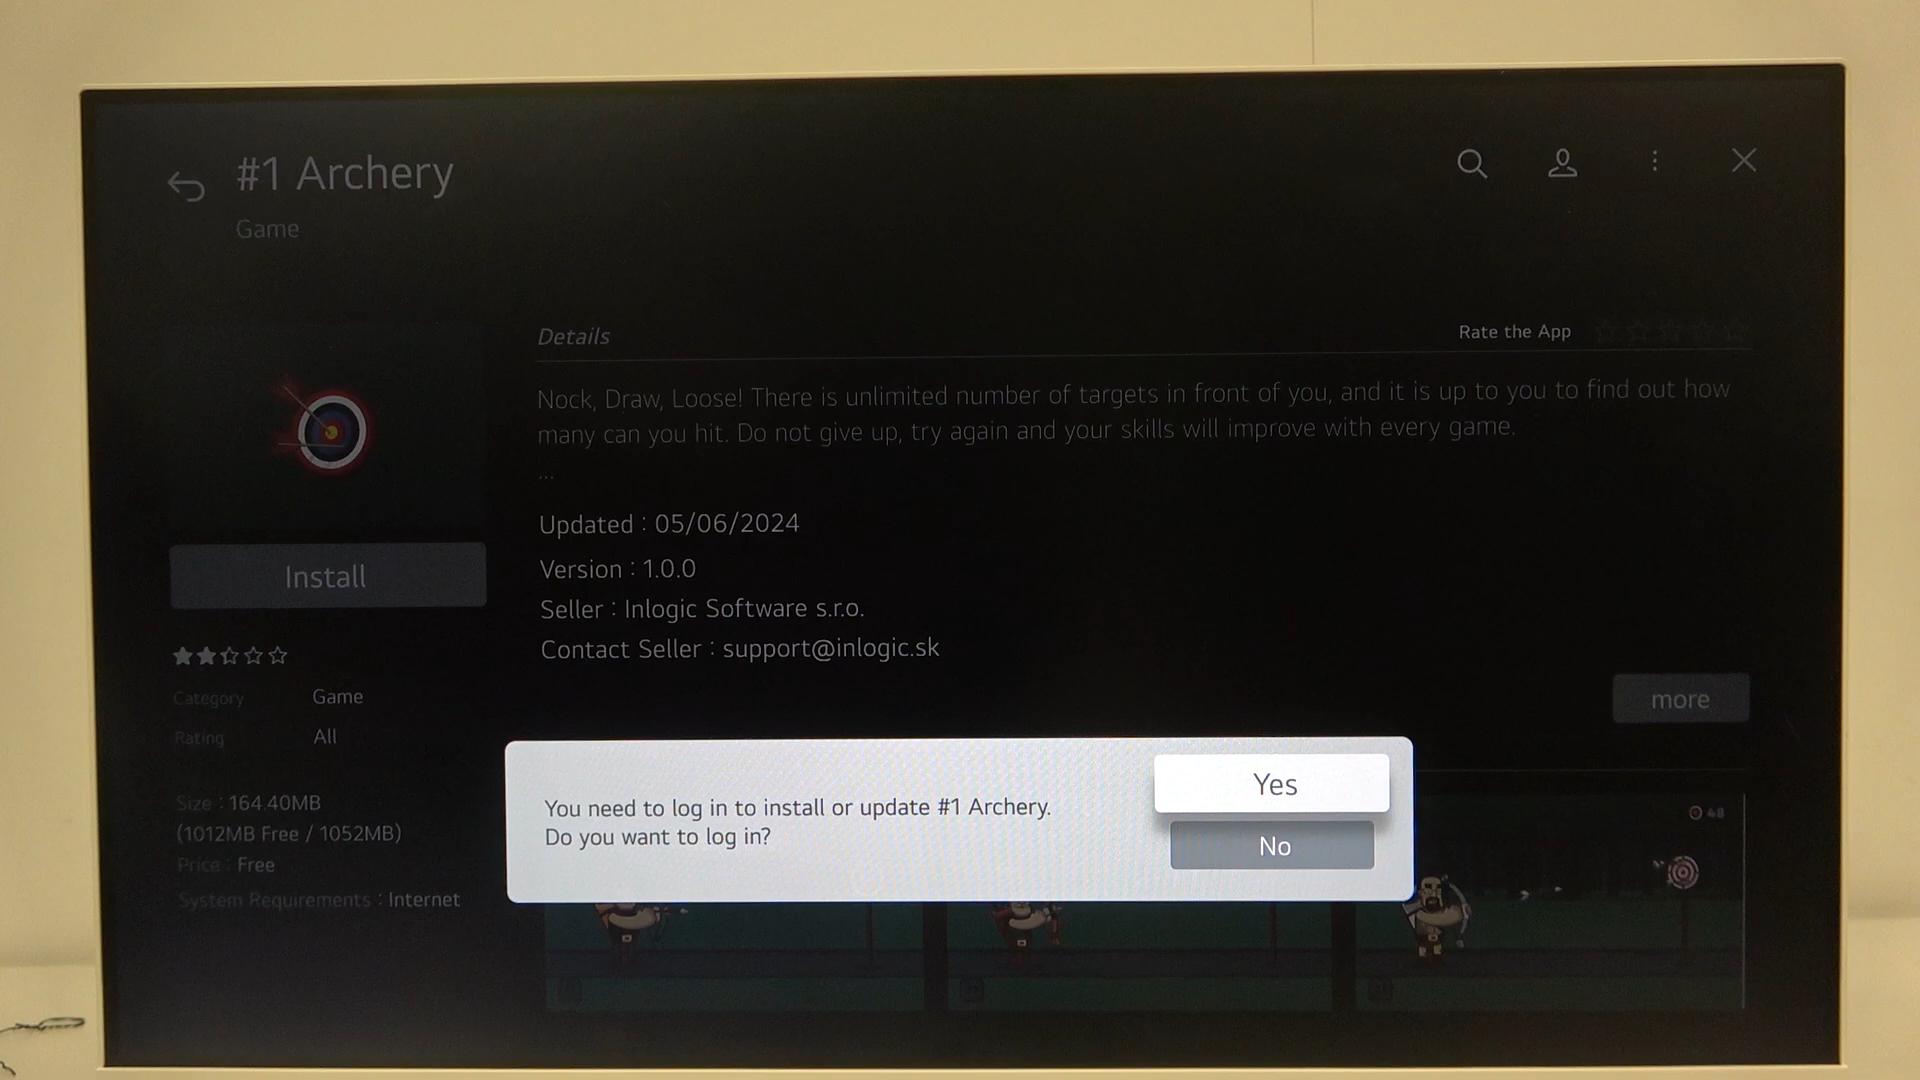 #1 Archery
Game
Details
Rate the App
Nock, Draw, Loose! There is unlimited number of targets in front of you, and it is up to you to find out how
many can you hit. Do not give up, try again and your skills will improve with every game.
...
Updated : 05/06/2024
Version : 1.0.0
Seller : Inlogic Software s.r.o.
Contact Seller : support@inlogic.sk
more
Install
Category Game
Rating All
Size : 164.40MB
(1012MB Free / 1052MB)
Price : Free
System Requirements : Internet
You need to log in to install or update #1 Archery.
Do you want to log in?
Yes
No
48